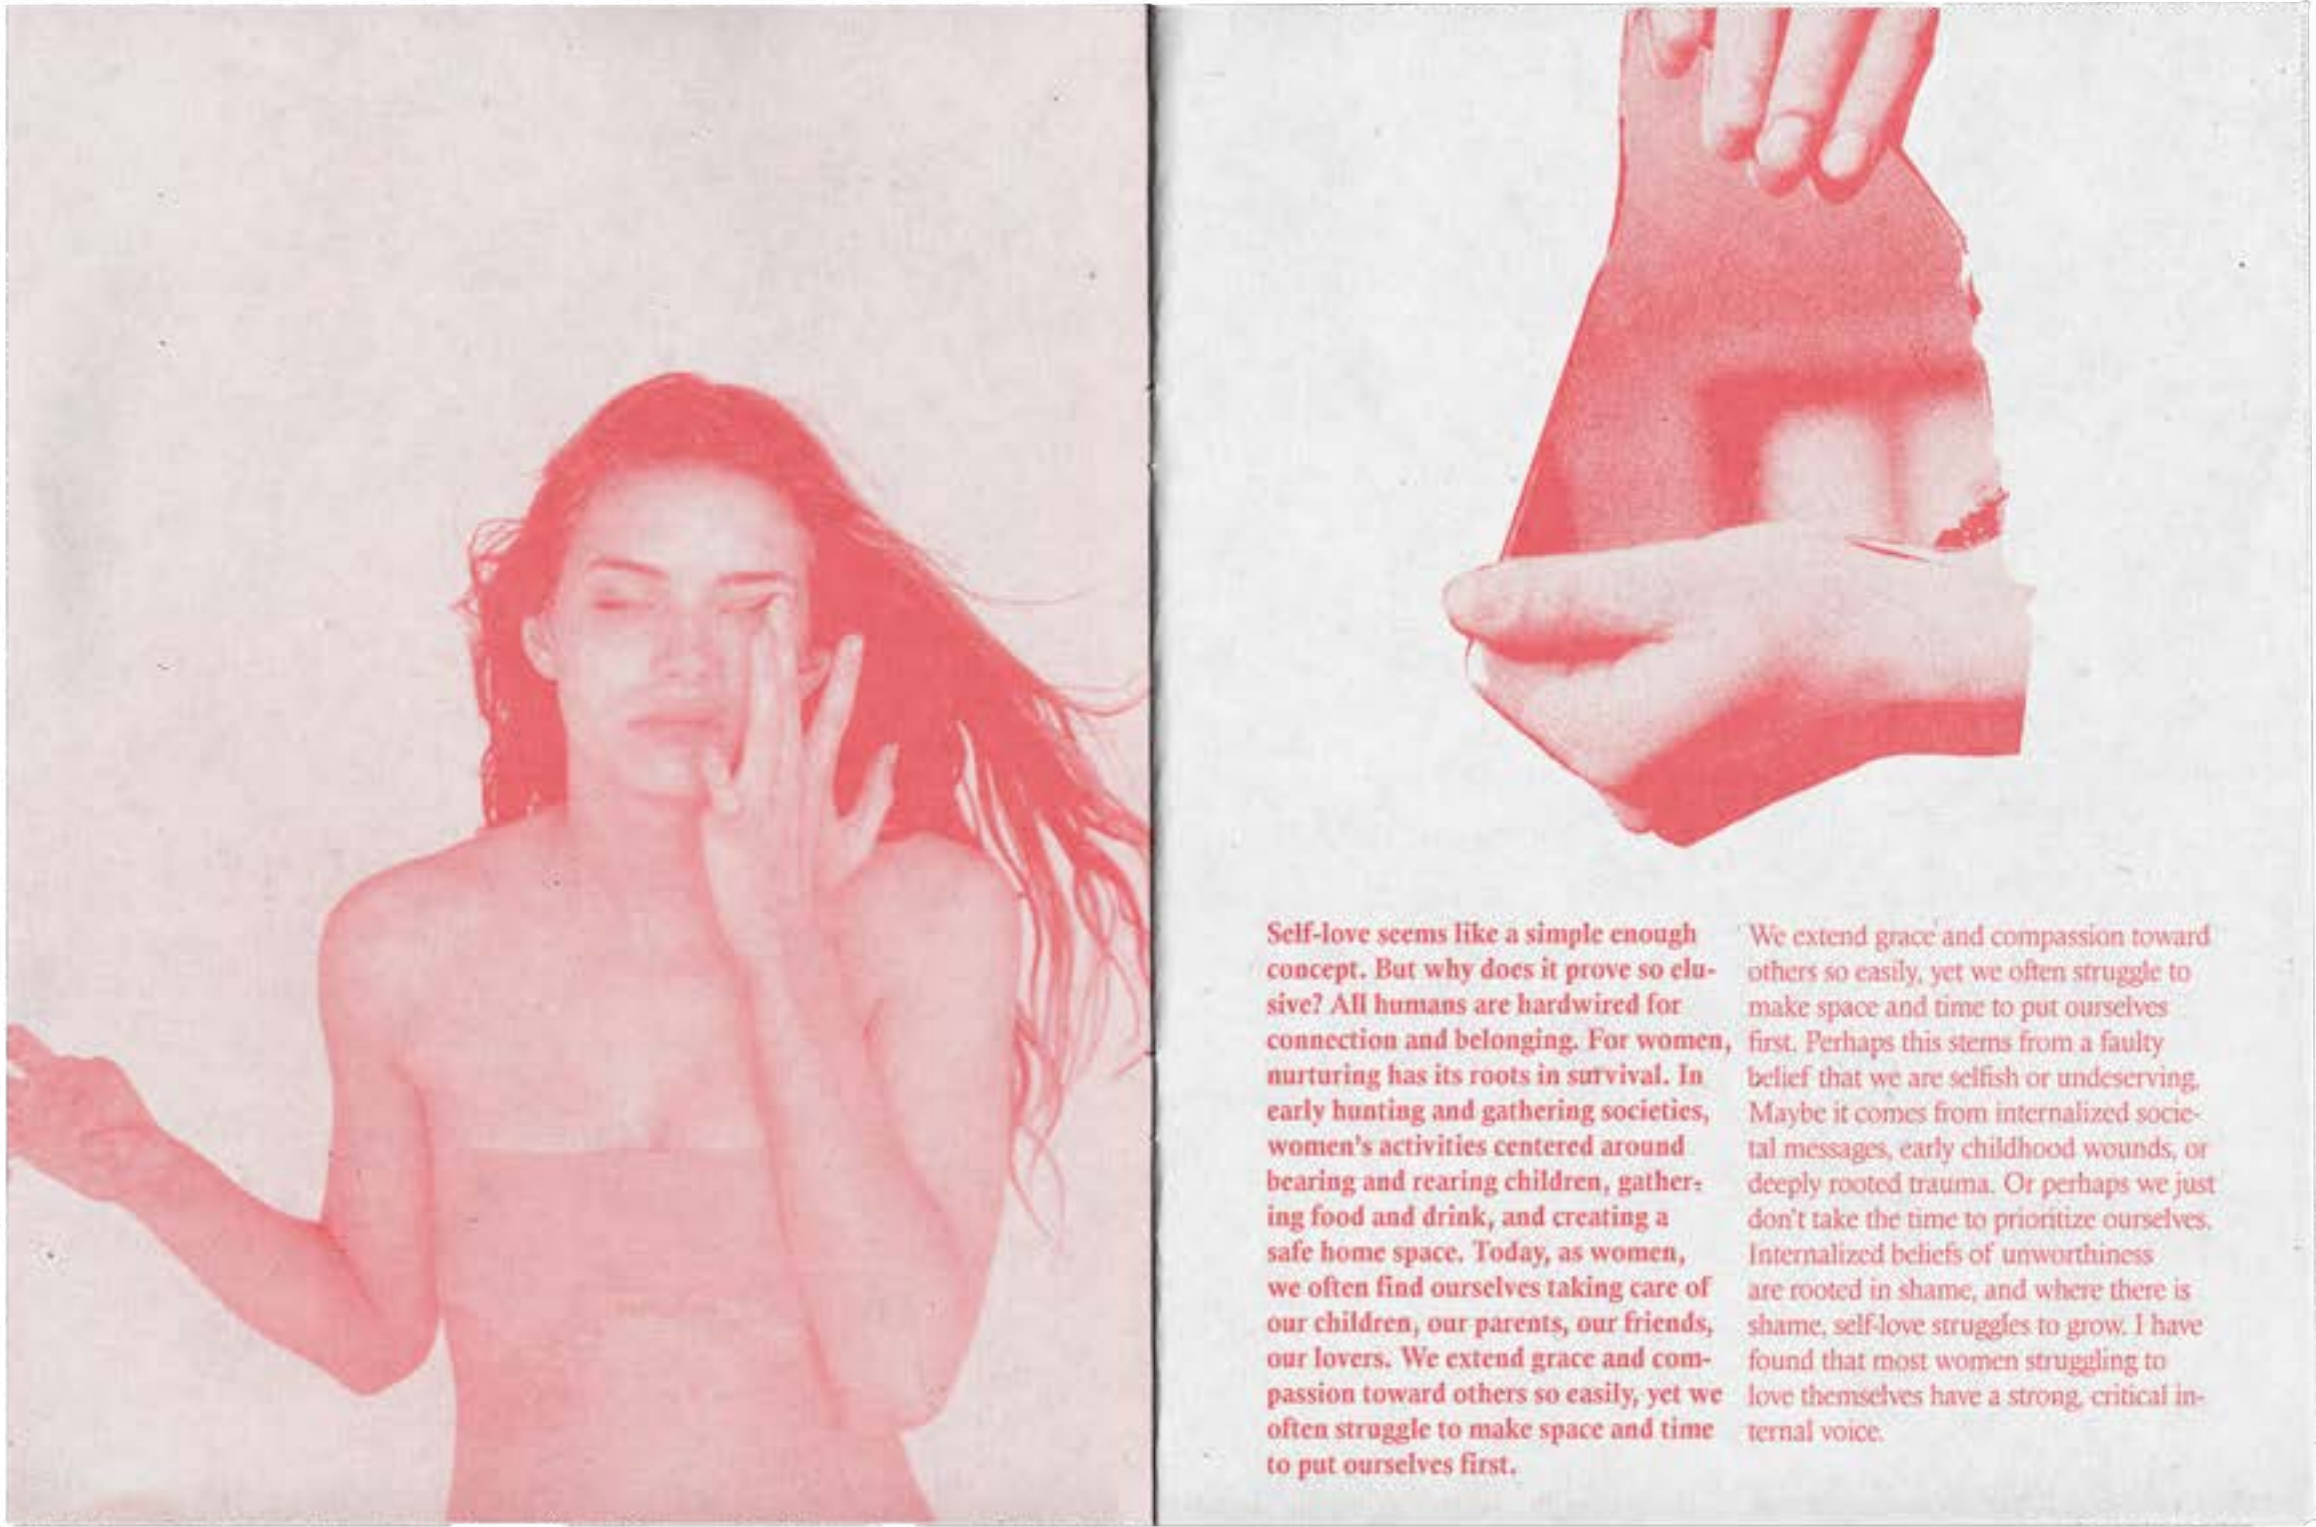 Self-love seems like a simple enough
concept. But why does it prove so elu-
sive? All humans are hardwired for
connection and belonging. For women,
nurturing has its roots in survival. In
early hunting and gathering societies,
women's activities centered around
bearing and rearing children, gather-
ing food and drink, and creating a
safe home space. Today, as women,
we often find ourselves taking care of
our children, our parents, our friends,
our lovers. We extend grace and com-
passion toward others so easily, yet we
often struggle to make space and time
to put ourselves first.
We extend grace and compassion toward
others so easily, yet we often struggle to
make space and time to put ourselves
first. Perhaps this stems from a faulty
belief that we are selfish or undeserving.
Maybe it comes from internalized socie-
tal messages, early childhood wounds, or
deeply rooted trauma. Or perhaps we just
don't take the time to prioritize ourselves.
Internalized beliefs of unworthiness
are rooted in shame, and where there is
shame, self-love struggles to grow. I have
found that most women struggling to
love themselves have a strong, critical in-
ternal voice.